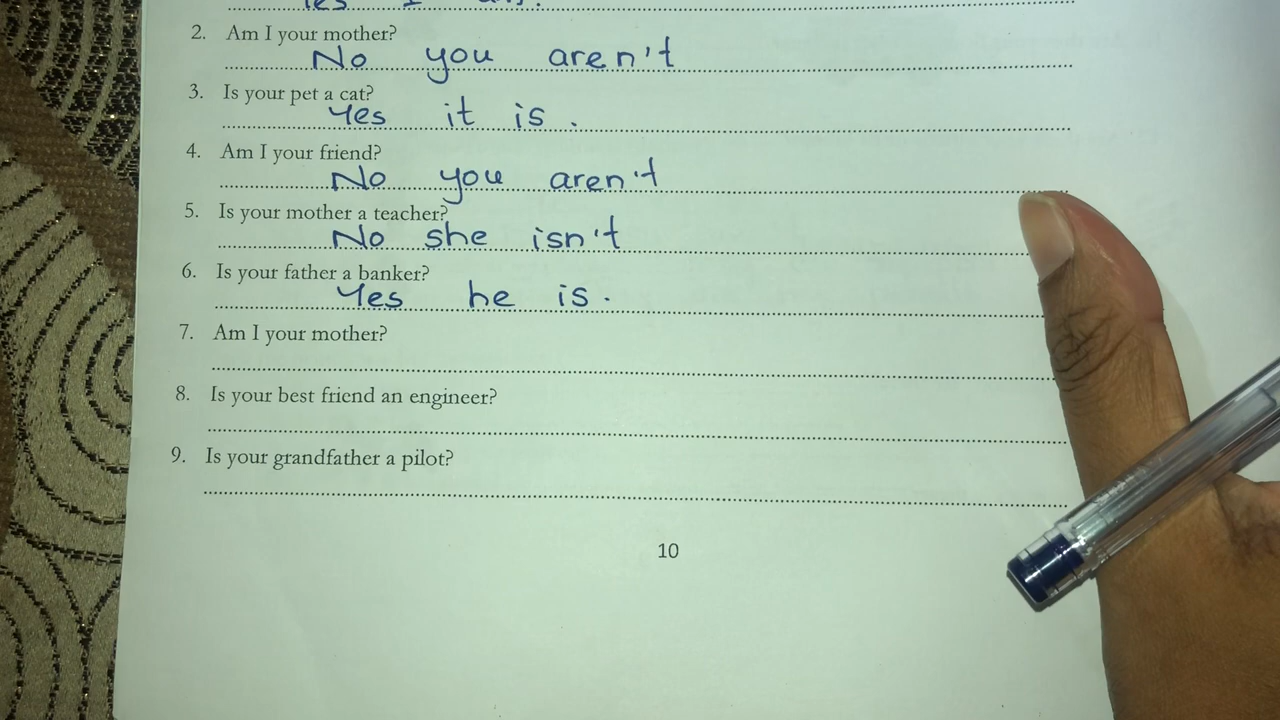 Yes I am.
2. Am I your mother?
No you aren't
3. Is your pet a cat?
Yes it is .
4. Am I your friend?
No you aren't
5. Is your mother a teacher?
No she isn't
6. Is your father a banker?
Yes he is .
7. Am I your mother?
8. Is your best friend an engineer?
9. Is your grandfather a pilot?
10